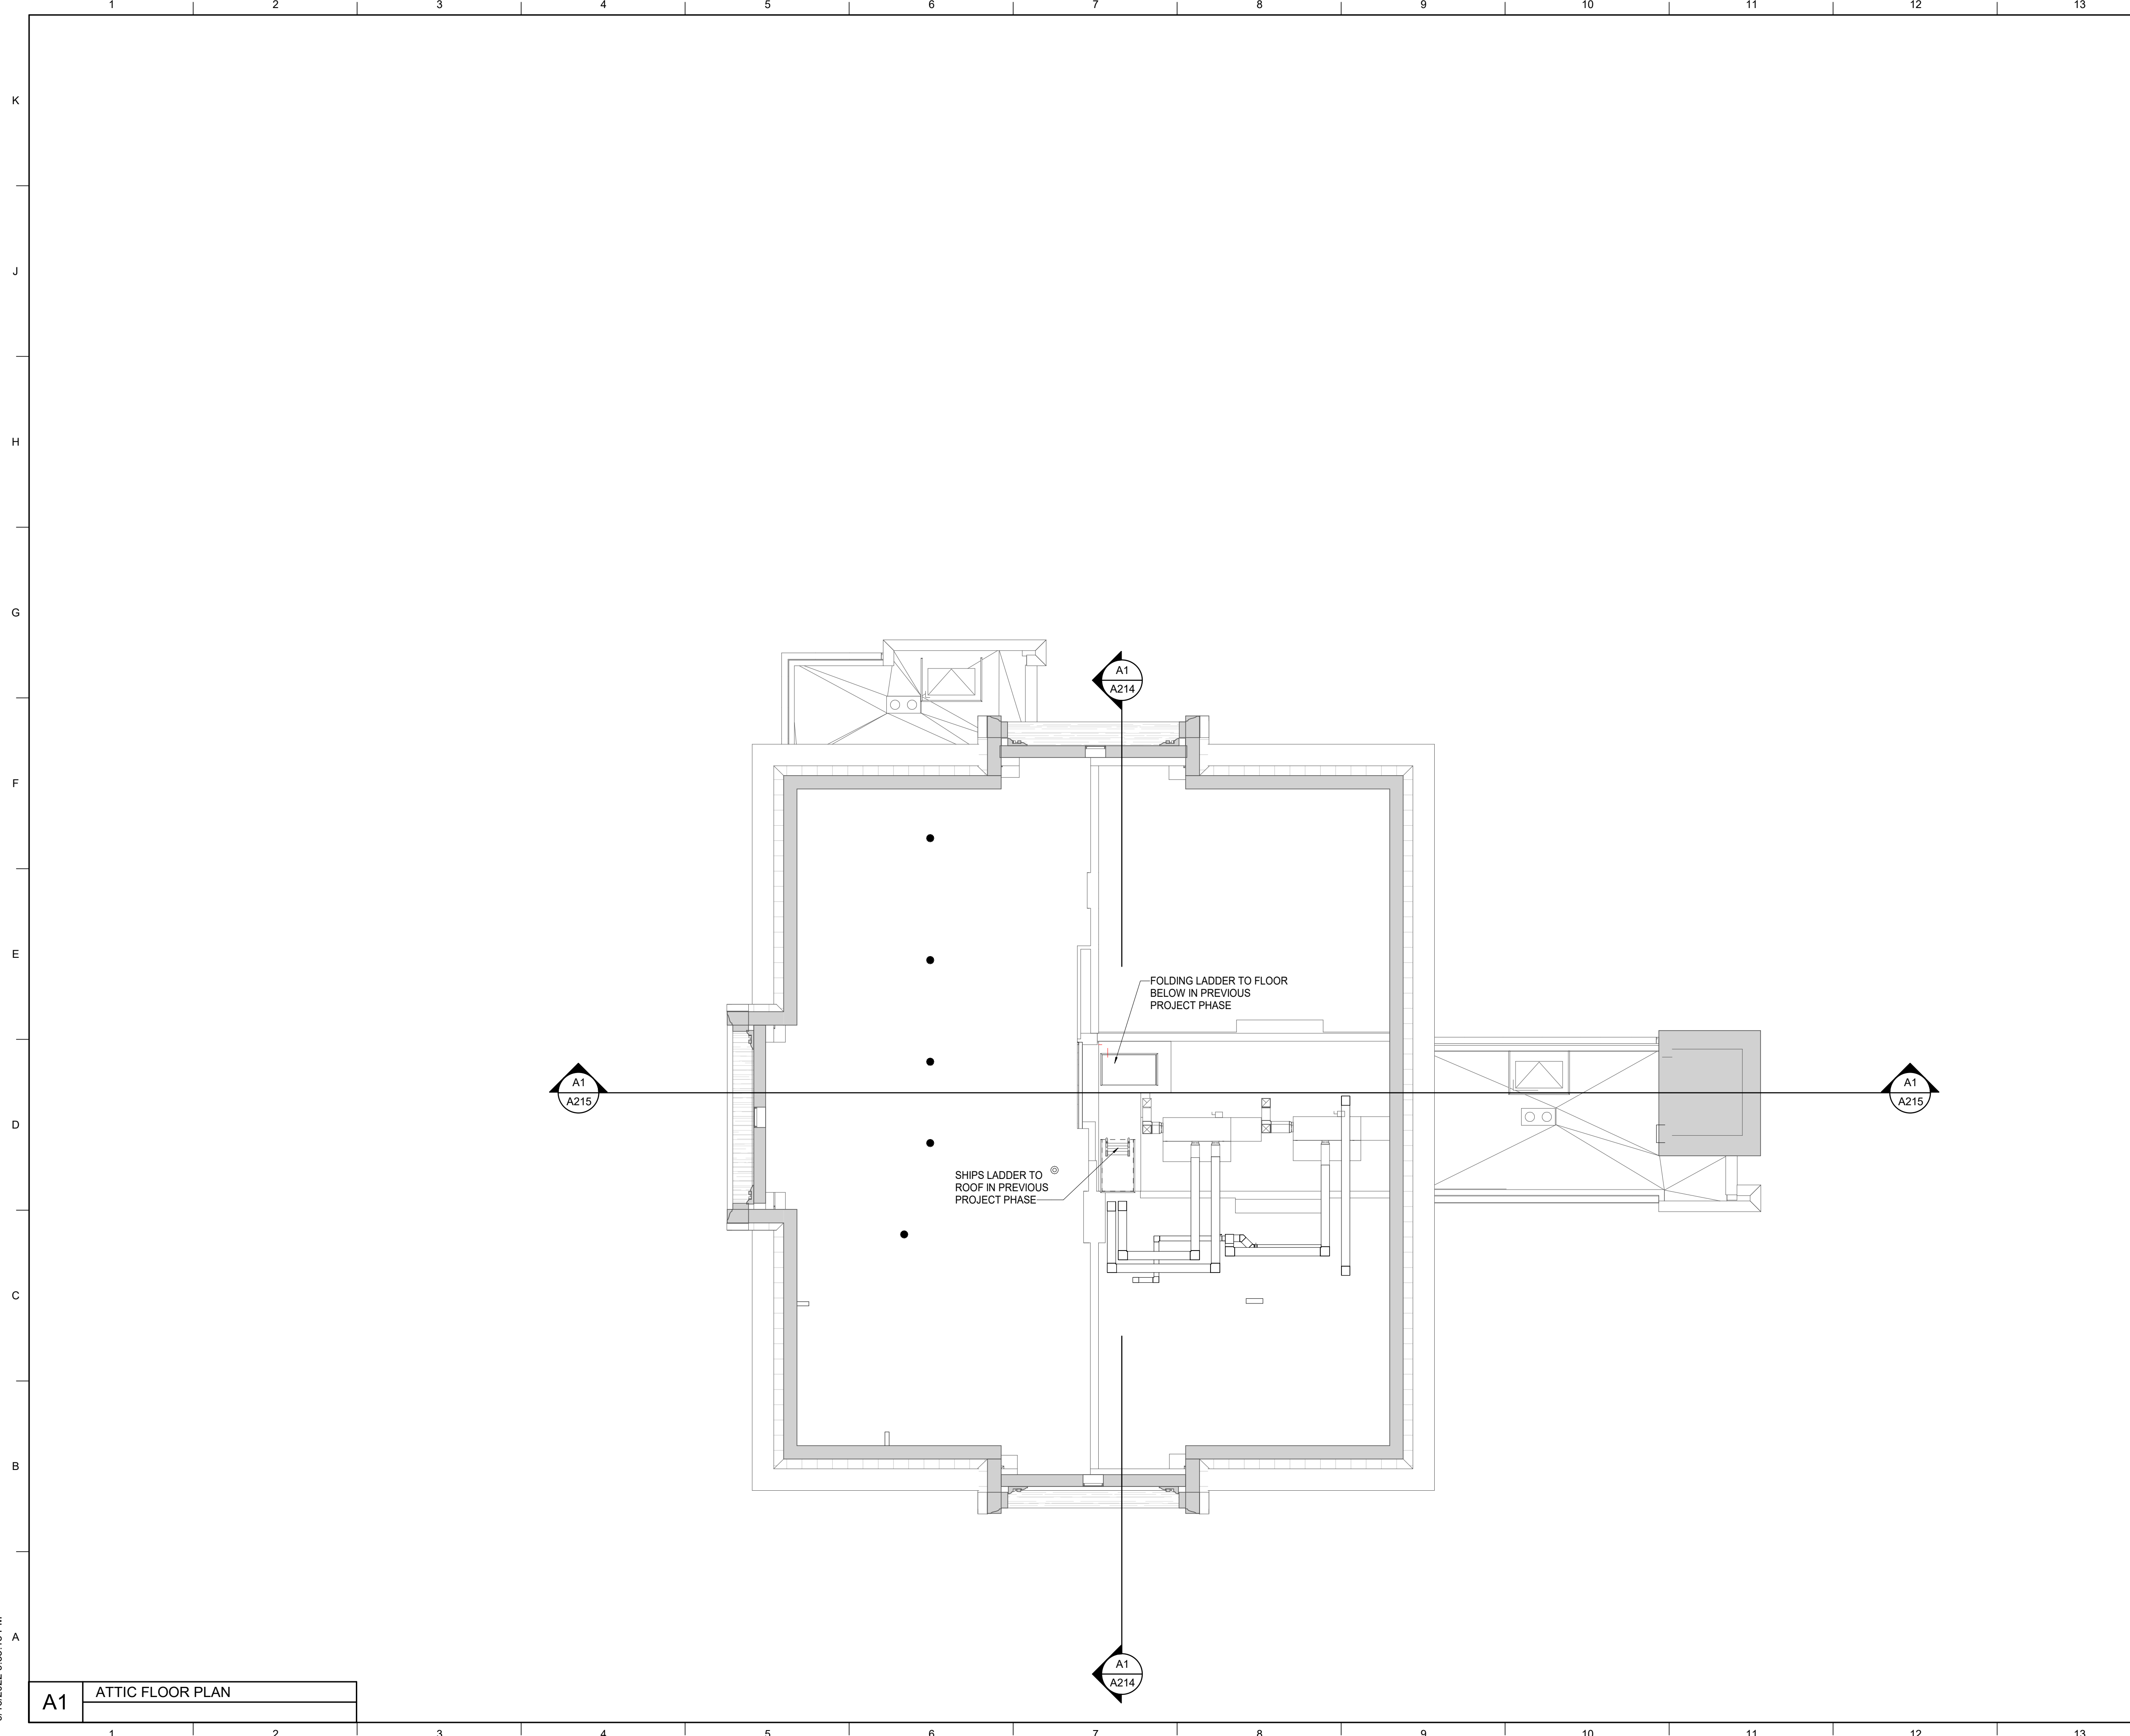 1 2 3 4 5 6 7 8 9 10 11 12 13
K
J
H
G
A1
A214
F
E
FOLDING LADDER TO FLOOR
BELOW IN PREVIOUS
PROJECT PHASE
A1
A215
A1
A215
D
SHIPS LADDER TO
ROOF IN PREVIOUS
PROJECT PHASE
C
B
A
A1
A214
A1
ATTIC FLOOR PLAN
1 2 3 4 5 6 7 8 9 10 11 12 13